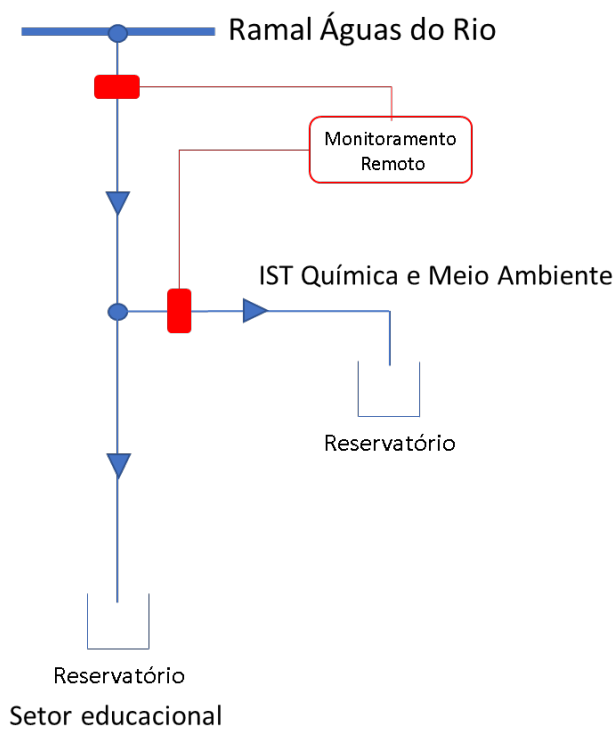 Ramal Águas do Rio
Monitoramento
Remoto
IST Química e Meio Ambiente
Reservatório
Reservatório
Setor educacional